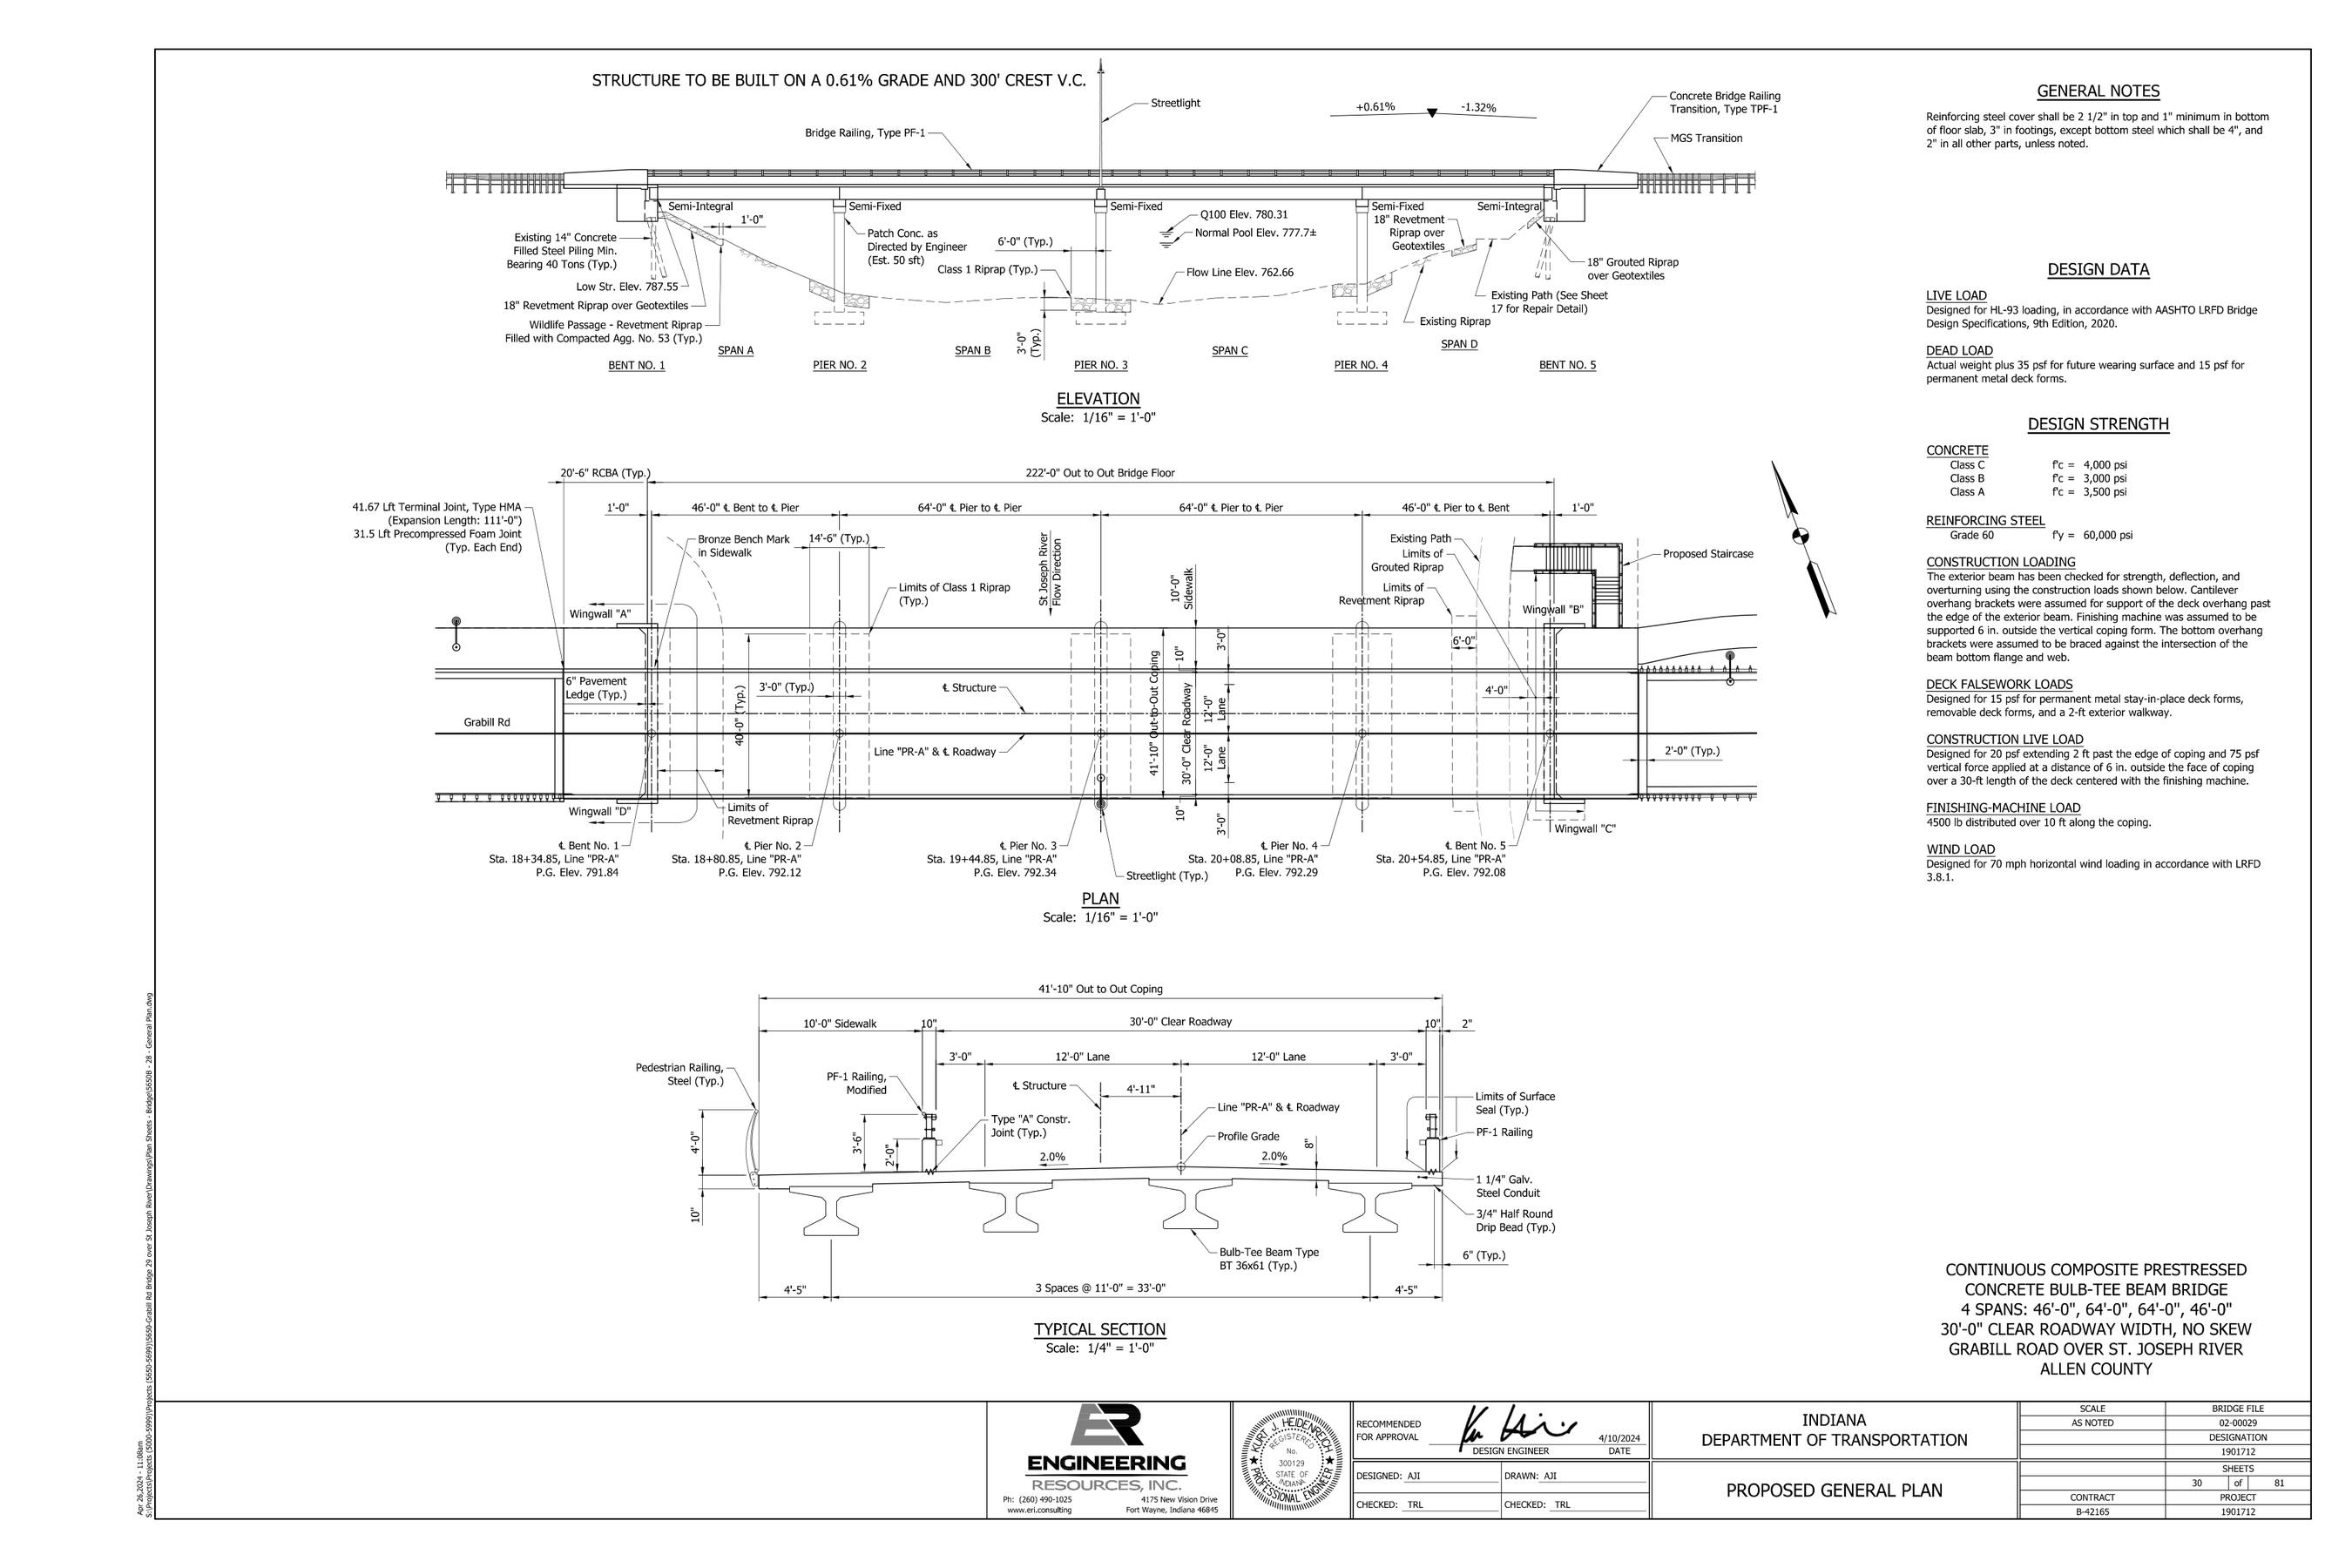 STRUCTURE TO BE BUILT ON A 0.61% GRADE AND 300' CREST V.C.
Streetlight
+0.61%
-1.32%
Concrete Bridge Railing
Transition, Type TPF-1
Bridge Railing, Type PF-1
MGS Transition
Semi-Integral
1'-0"
Semi-Fixed
Semi-Fixed
Semi-Fixed
Semi-Integral
Existing 14" Concrete
Filled Steel Piling Min.
Bearing 40 Tons (Typ.)
Patch Conc. as
Directed by Engineer
(Est. 50 sft)
6'-0" (Typ.)
Class 1 Riprap (Typ.)
Q100 Elev. 780.31
Normal Pool Elev. 777.7±
Flow Line Elev. 762.66
18" Revetment
Riprap over
Geotextiles
18" Grouted Riprap
over Geotextiles
Low Str. Elev. 787.55
18" Revetment Riprap over Geotextiles
Wildlife Passage - Revetment Riprap
Filled with Compacted Agg. No. 53 (Typ.)
3'-0"
(Typ.)
Existing Path (See Sheet
17 for Repair Detail)
Existing Riprap
SPAN A
SPAN B
SPAN C
SPAN D
BENT NO. 1
PIER NO. 2
PIER NO. 3
PIER NO. 4
BENT NO. 5
ELEVATION
Scale: 1/16" = 1'-0"
20'-6" RCBA (Typ.)
222'-0" Out to Out Bridge Floor
41.67 Lft Terminal Joint, Type HMA
(Expansion Length: 111'-0")
31.5 Lft Precompressed Foam Joint
(Typ. Each End)
1'-0"
46'-0" ℄ Bent to ℄ Pier
64'-0" ℄ Pier to ℄ Pier
64'-0" ℄ Pier to ℄ Pier
46'-0" ℄ Pier to ℄ Bent
1'-0"
Bronze Bench Mark
in Sidewalk
14'-6" (Typ.)
Limits of Class 1 Riprap
(Typ.)
St Joseph River
Flow Direction
10'-0"
Sidewalk
Existing Path
Limits of
Grouted Riprap
Limits of
Revetment Riprap
Proposed Staircase
Wingwall "A"
Wingwall "B"
3'-0"
10"
6'-0"
6" Pavement
Ledge (Typ.)
3'-0" (Typ.)
℄ Structure
4'-0"
Grabill Rd
40'-0" (Typ.)
41'-10" Out-to-Out Coping
30'-0" Clear Roadway
12'-0"
Lane
12'-0"
Lane
Line "PR-A" & ℄ Roadway
2'-0" (Typ.)
Wingwall "D"
Limits of
Revetment Riprap
10"
3'-0"
Wingwall "C"
℄ Bent No. 1
Sta. 18+34.85, Line "PR-A"
P.G. Elev. 791.84
℄ Pier No. 2
Sta. 18+80.85, Line "PR-A"
P.G. Elev. 792.12
℄ Pier No. 3
Sta. 19+44.85, Line "PR-A"
P.G. Elev. 792.34
Streetlight (Typ.)
℄ Pier No. 4
Sta. 20+08.85, Line "PR-A"
P.G. Elev. 792.29
℄ Bent No. 5
Sta. 20+54.85, Line "PR-A"
P.G. Elev. 792.08
PLAN
Scale: 1/16" = 1'-0"
41'-10" Out to Out Coping
10'-0" Sidewalk
10"
30'-0" Clear Roadway
10"
2"
3'-0"
12'-0" Lane
12'-0" Lane
3'-0"
Pedestrian Railing,
Steel (Typ.)
PF-1 Railing,
Modified
℄ Structure
4'-11"
Line "PR-A" & ℄ Roadway
Limits of Surface
Seal (Typ.)
Type "A" Constr.
Joint (Typ.)
PF-1 Railing
Profile Grade
4'-0"
3'-6"
2'-0"
2.0%
2.0%
8"
1 1/4" Galv.
Steel Conduit
10"
3/4" Half Round
Drip Bead (Typ.)
Bulb-Tee Beam Type
BT 36x61 (Typ.)
6" (Typ.)
4'-5"
3 Spaces @ 11'-0" = 33'-0"
4'-5"
TYPICAL SECTION
Scale: 1/4" = 1'-0"
GENERAL NOTES
Reinforcing steel cover shall be 2 1/2" in top and 1" minimum in bottom
of floor slab, 3" in footings, except bottom steel which shall be 4", and
2" in all other parts, unless noted.
DESIGN DATA
LIVE LOAD
Designed for HL-93 loading, in accordance with AASHTO LRFD Bridge
Design Specifications, 9th Edition, 2020.
DEAD LOAD
Actual weight plus 35 psf for future wearing surface and 15 psf for
permanent metal deck forms.
DESIGN STRENGTH
CONCRETE
Class C f'c = 4,000 psi
Class B f'c = 3,000 psi
Class A f'c = 3,500 psi
REINFORCING STEEL
Grade 60 f'y = 60,000 psi
CONSTRUCTION LOADING
The exterior beam has been checked for strength, deflection, and
overturning using the construction loads shown below. Cantilever
overhang brackets were assumed for support of the deck overhang past
the edge of the exterior beam. Finishing machine was assumed to be
supported 6 in. outside the vertical coping form. The bottom overhang
brackets were assumed to be braced against the intersection of the
beam bottom flange and web.
DECK FALSEWORK LOADS
Designed for 15 psf for permanent metal stay-in-place deck forms,
removable deck forms, and a 2-ft exterior walkway.
CONSTRUCTION LIVE LOAD
Designed for 20 psf extending 2 ft past the edge of coping and 75 psf
vertical force applied at a distance of 6 in. outside the face of coping
over a 30-ft length of the deck centered with the finishing machine.
FINISHING-MACHINE LOAD
4500 lb distributed over 10 ft along the coping.
WIND LOAD
Designed for 70 mph horizontal wind loading in accordance with LRFD
3.8.1.
CONTINUOUS COMPOSITE PRESTRESSED
CONCRETE BULB-TEE BEAM BRIDGE
4 SPANS: 46'-0", 64'-0", 64'-0", 46'-0"
30'-0" CLEAR ROADWAY WIDTH, NO SKEW
GRABILL ROAD OVER ST. JOSEPH RIVER
ALLEN COUNTY
Apr 26,2024 - 11:08am
S:\Projects\Projects (5000-5999)\Projects (5650-5699)\5650-Grabill Rd Bridge 29 over St Joseph River\Drawings\Plan Sheets - Bridge\5650B - 28 - General Plan.dwg
ER
ENGINEERING
RESOURCES, INC.
Ph: (260) 490-1025
www.eri.consulting
4175 New Vision Drive
Fort Wayne, Indiana 46845
KURT J. HEIDENREICH
REGISTERED
No.
300129
STATE OF
INDIANA
PROFESSIONAL ENGINEER
RECOMMENDED
FOR APPROVAL
DESIGN ENGINEER
4/10/2024
DATE
DESIGNED: AJI
DRAWN: AJI
CHECKED: TRL
CHECKED: TRL
INDIANA
DEPARTMENT OF TRANSPORTATION
PROPOSED GENERAL PLAN
SCALE
AS NOTED
BRIDGE FILE
02-00029
DESIGNATION
1901712
SHEETS
30 of 81
CONTRACT
B-42165
PROJECT
1901712